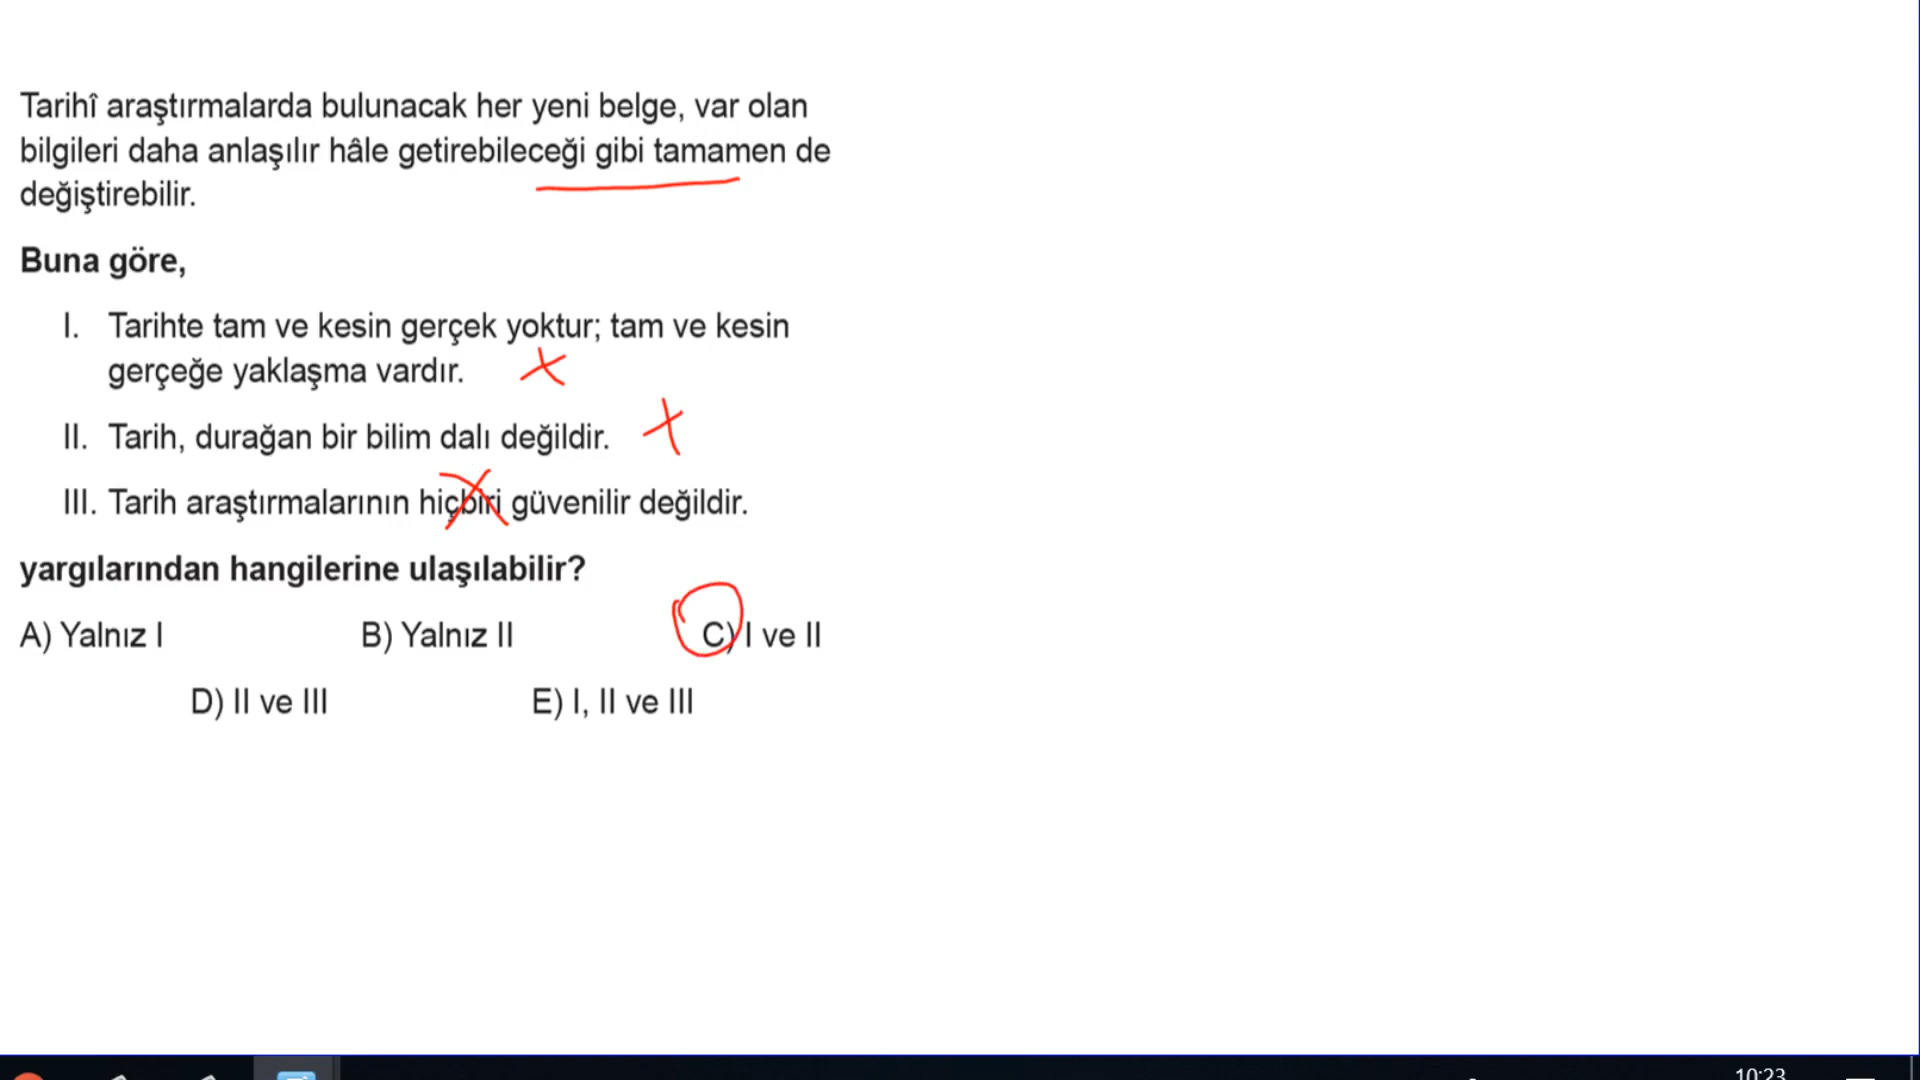 Tarihî araştırmalarda bulunacak her yeni belge, var olan
bilgileri daha anlaşılır hâle getirebileceği gibi tamamen de
değiştirebilir.
Buna göre,
I. Tarihte tam ve kesin gerçek yoktur; tam ve kesin
gerçeğe yaklaşma vardır.
II. Tarih, durağan bir bilim dalı değildir.
III. Tarih araştırmalarının hiçbiri güvenilir değildir.
yargılarından hangilerine ulaşılabilir?
A) Yalnız I B) Yalnız II C) I ve II
D) II ve III E) I, II ve III
10:23